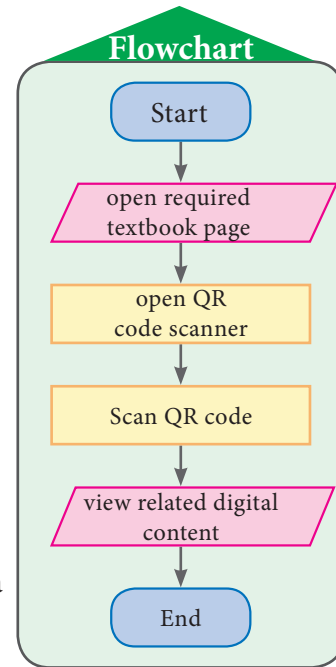 Flowchart
Start
open required
textbook page
open QR
code scanner
Scan QR code
view related digital
content
End